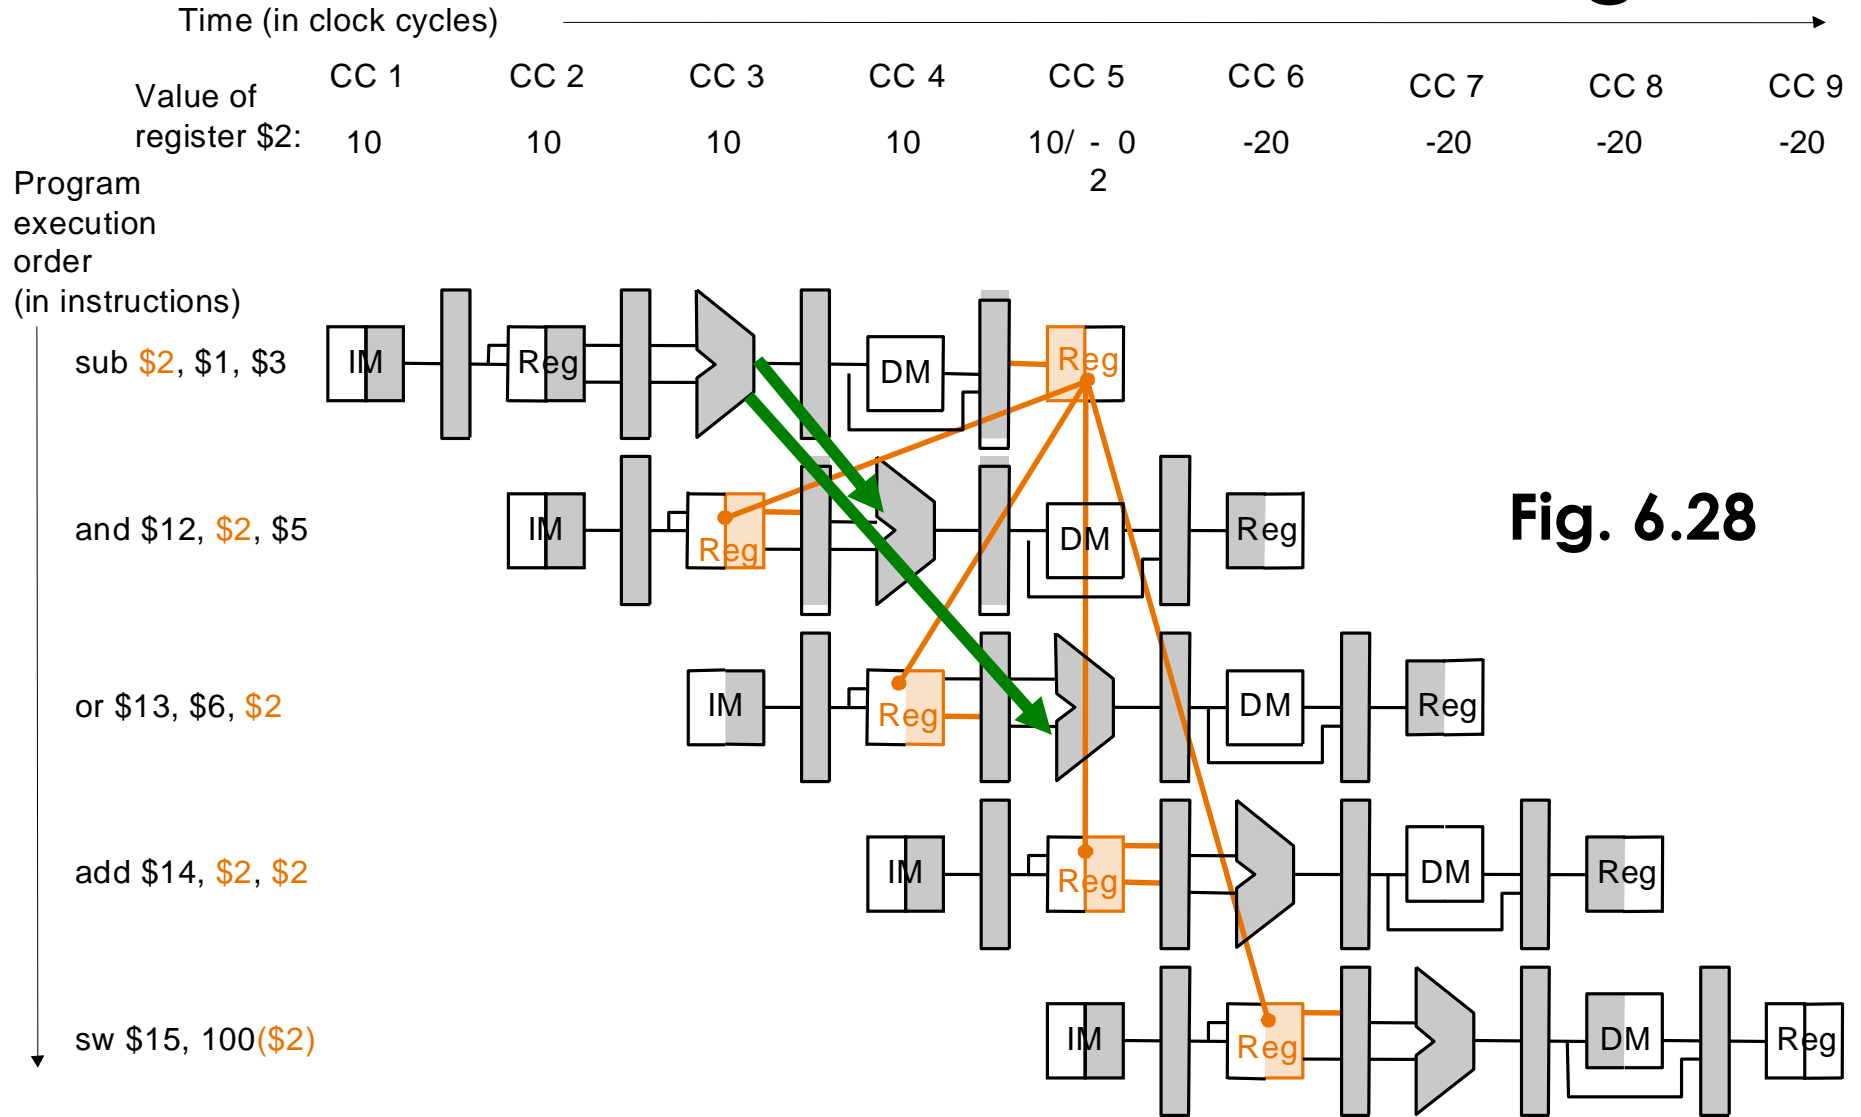 Time (in clock cycles)
CC 1 CC 2 CC 3 CC 4 CC 5 CC 6 CC 7 CC 8 CC 9
Value of
register $2: 10 10 10 10 10/ - 0 -20 -20 -20 -20
2
Program
execution
order
(in instructions)
sub $2, $1, $3 IM Reg DM Reg
and $12, $2, $5 IM Reg DM Reg
Fig. 6.28
or $13, $6, $2 IM Reg DM Reg
add $14, $2, $2 IM Reg DM Reg
sw $15, 100($2) IM Reg DM Reg